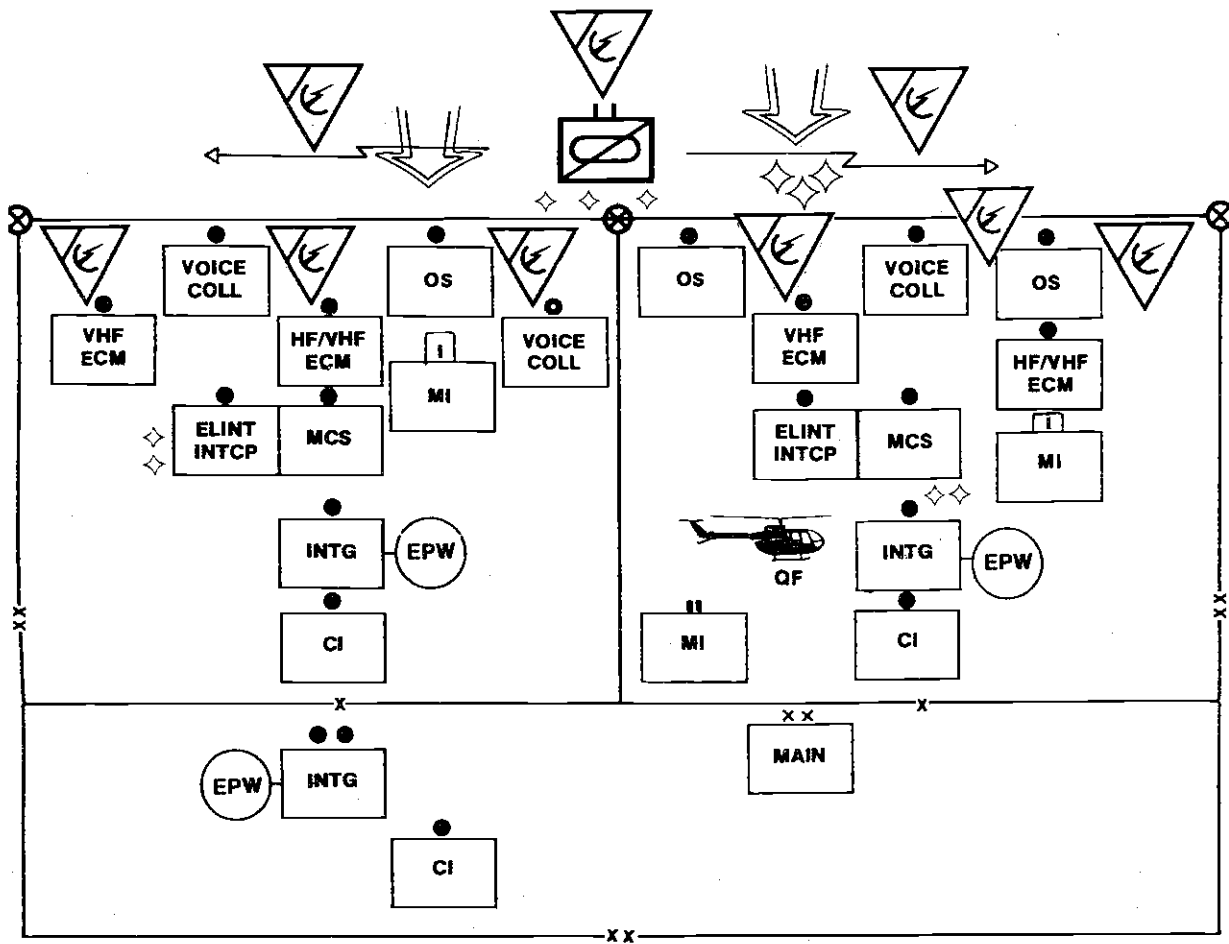 VOICE
COLL
OS
VOICE
COLL
OS
OS
VHF
ECM
HF/VHF
ECM
VOICE
COLL
VHF
ECM
HF/VHF
ECM
I
MI
I
MI
ELINT
INTCP
MCS
ELINT
INTCP
MCS
INTG
EPW
QF
INTG
EPW
XX
XX
CI
II
MI
CI
X
X
XX
MAIN
INTG
EPW
CI
XX